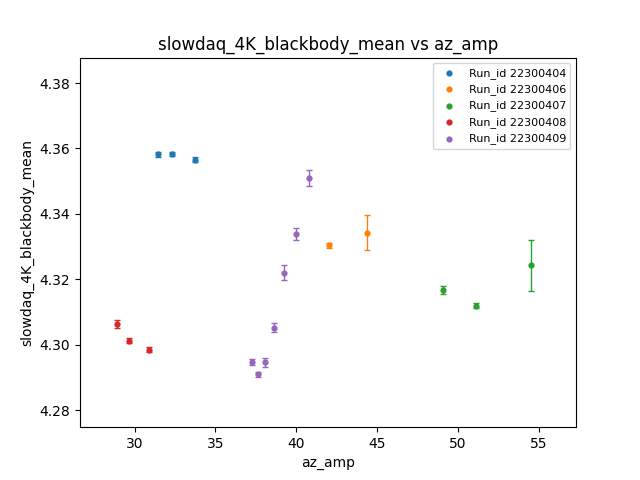 slowdaq_4K_blackbody_mean vs az_amp
Run_id 22300404
Run_id 22300406
Run_id 22300407
Run_id 22300408
Run_id 22300409
slowdaq_4K_blackbody_mean
4.38
4.36
4.34
4.32
4.30
4.28
30 35 40 45 50 55
az_amp